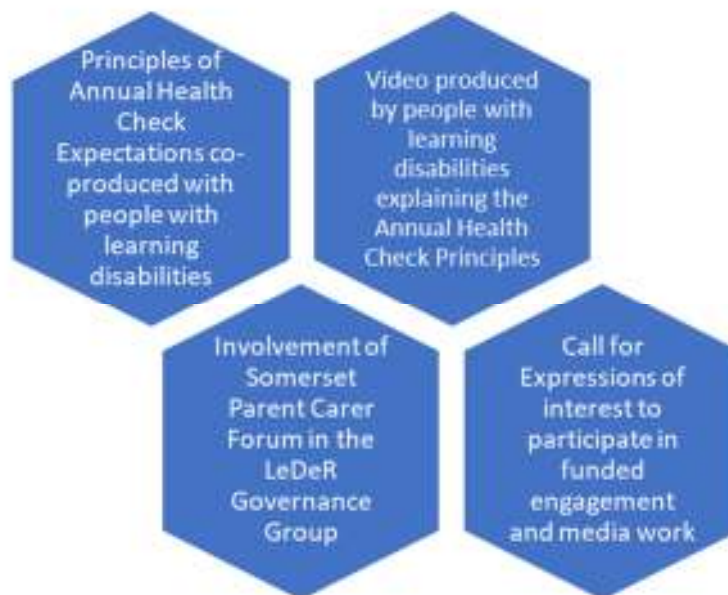 Principles of
Annual Health
Check
Expectations co-
produced with
people with
learning
disabilities
Video produced
by people with
learning
disabilities
explaining the
Annual Health
Check Principles
Involvement of
Somerset
Parent Carer
Forum in the
LeDeR
Governance
Group
Call for
Expressions of
interest to
participate in
funded
engagement
and media work